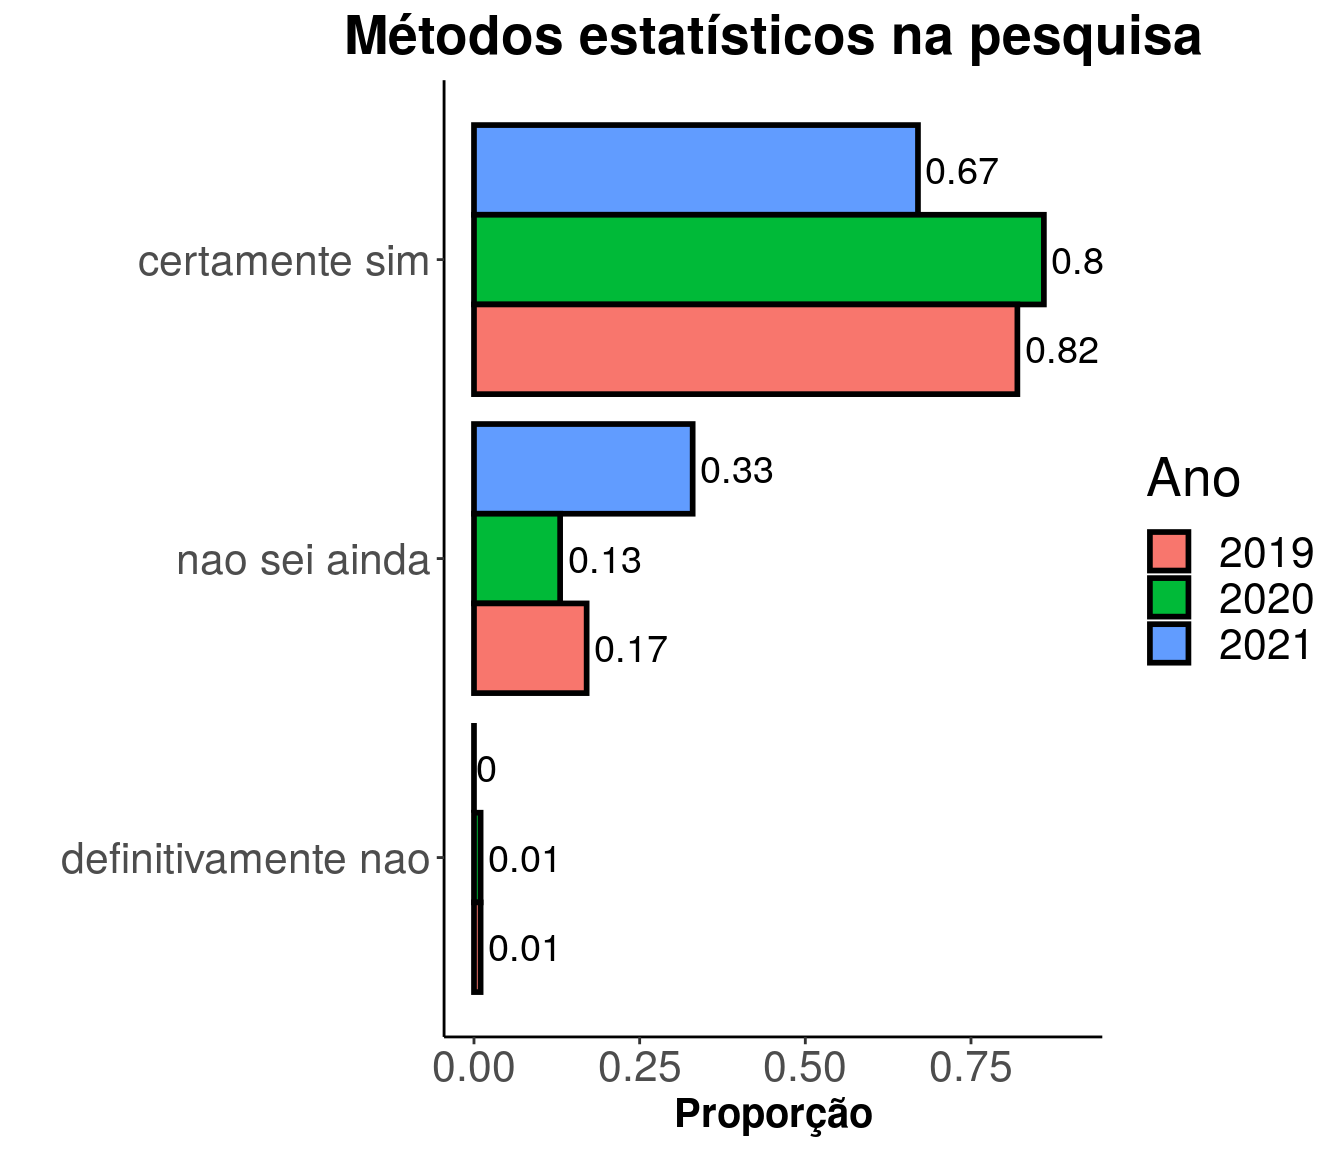 Métodos estatísticos na pesquisa
0.67
certamente sim
0.8
0.82
0.33
nao sei ainda
0.13
0.17
0
definitivamente nao
0.01
0.01
0.00 0.25 0.50 0.75
Proporção
Ano
2019
2020
2021